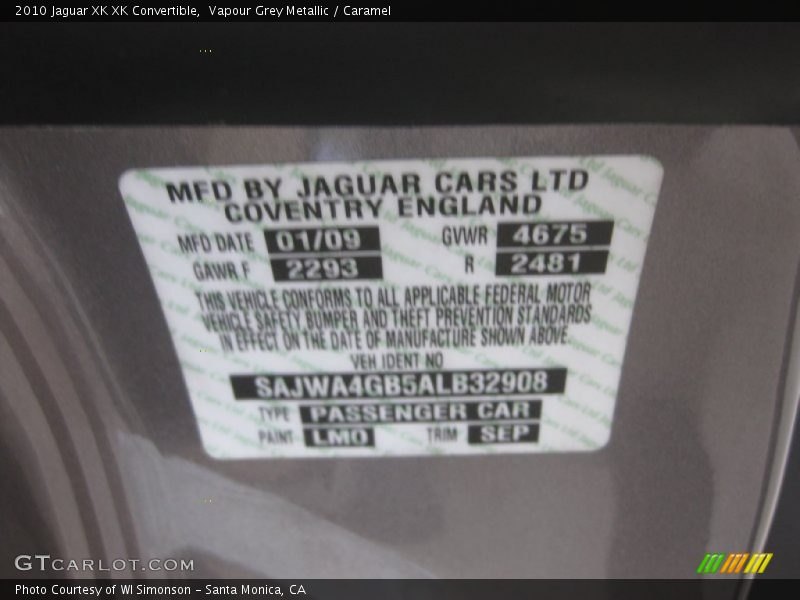 2010 Jaguar XK XK Convertible, Vapour Grey Metallic / Caramel
MFD BY JAGUAR CARS LTD
COVENTRY ENGLAND
MFD DATE 01/09 GVWR 4675
GAWR F 2293 R 2481
THIS VEHICLE CONFORMS TO ALL APPLICABLE FEDERAL MOTOR
VEHICLE SAFETY BUMPER AND THEFT PREVENTION STANDARDS
IN EFFECT ON THE DATE OF MANUFACTURE SHOWN ABOVE.
VEH IDENT NO
SAJWA4GB5ALB32908
TYPE PASSENGER CAR
PAINT LMO TRIM SEP
GTCARLOT.COM
Photo Courtesy of WI Simonson - Santa Monica, CA